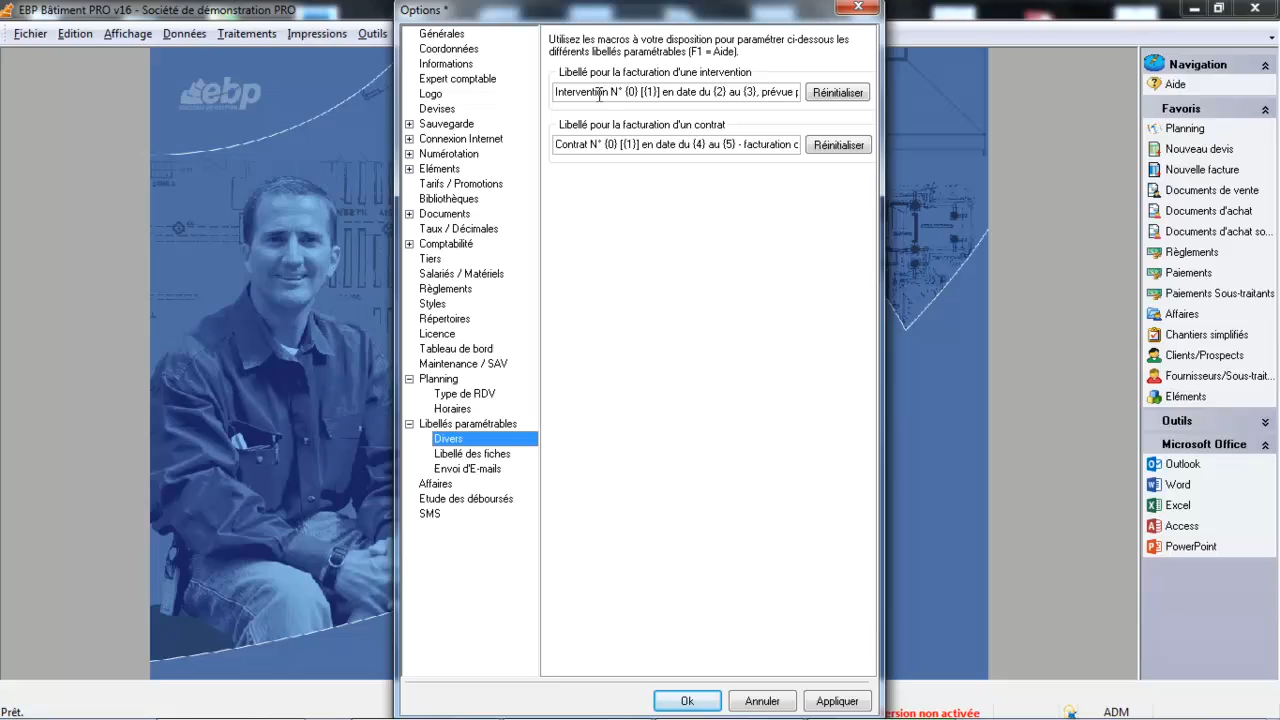 EBP Bâtiment PRO v16 - Société de démonstration PRO
Fichier Edition Affichage Données Traitements Impressions Outils
ebp
Options *
Générales
Coordonnées
Informations
Expert comptable
Logo
Devises
Sauvegarde
Connexion Internet
Numérotation
Eléments
Tarifs / Promotions
Bibliothèques
Documents
Taux / Décimales
Comptabilité
Tiers
Salariés / Matériels
Règlements
Styles
Répertoires
Licence
Tableau de bord
Maintenance / SAV
Planning
Type de RDV
Horaires
Libellés paramétrables
Divers
Libellé des fiches
Envoi d'E-mails
Affaires
Etude des déboursés
SMS
Utilisez les macros à votre disposition pour paramétrer ci-dessous les
différents libellés paramétrables (F1 = Aide).
Libellé pour la facturation d'une intervention
Intervention N° {0} [{1}] en date du {2} au {3}, prévue p
Réinitialiser
Libellé pour la facturation d'un contrat
Contrat N° {0} [{1}] en date du {4} au {5} - facturation d
Réinitialiser
Ok Annuler Appliquer
Navigation
Aide
Favoris
Planning
Nouveau devis
Nouvelle facture
Documents de vente
Documents d'achat
Documents d'achat so...
Règlements
Paiements
Paiements Sous-traitants
Affaires
Chantiers simplifiés
Clients/Prospects
Fournisseurs/Sous-trait...
Eléments
Outils
Microsoft Office
Outlook
Word
Excel
Access
PowerPoint
Prêt.
ersion non activée
ADM